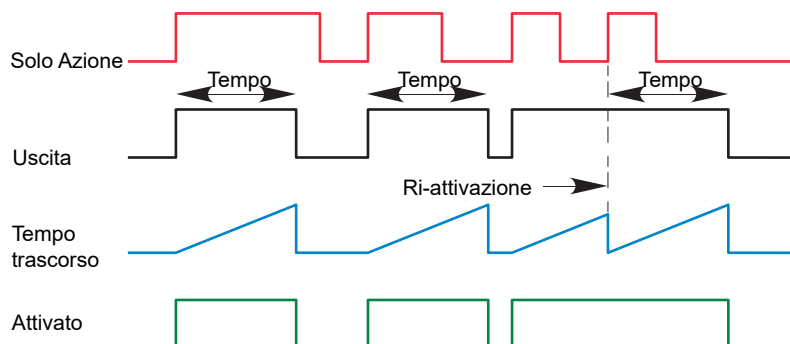 Solo Azione
Tempo
Tempo
Tempo
Uscita
Ri-attivazione
Tempo
trascorso
Attivato